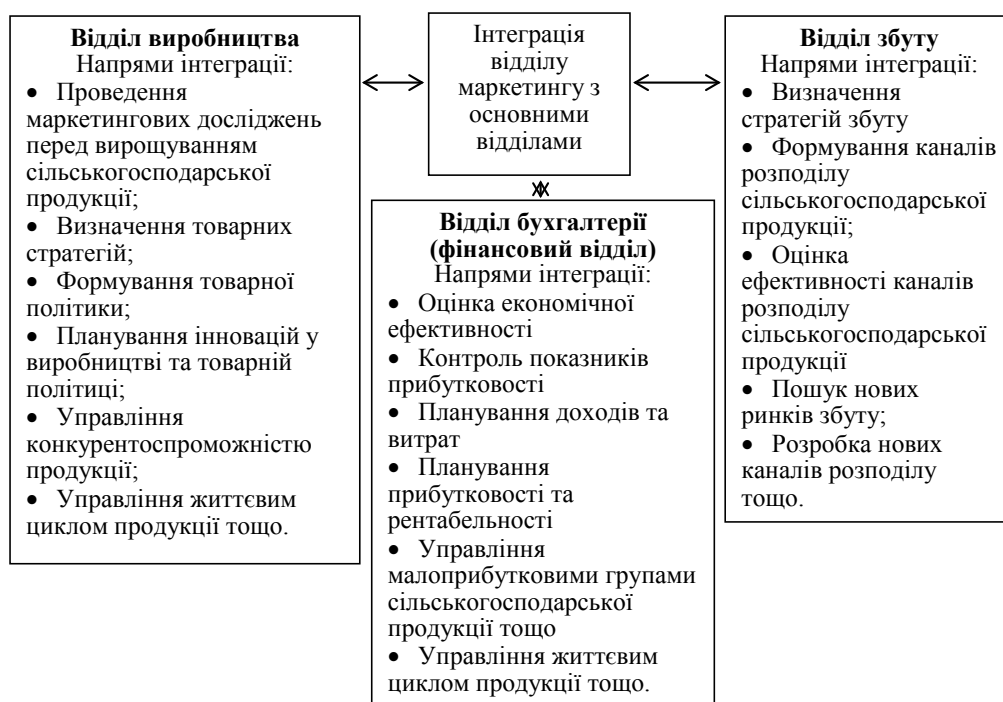 Відділ виробництва
Напрями інтеграції:
• Проведення
маркетингових досліджень
перед вирощуванням
сільськогосподарської
продукції;
• Визначення товарних
стратегій;
• Формування товарної
політики;
• Планування інновацій у
виробництві та товарній
політиці;
• Управління
конкурентоспроможністю
продукції;
• Управління життєвим
циклом продукції тощо.
Інтеграція
відділу
маркетингу з
основними
відділами
Відділ бухгалтерії
(фінансовий відділ)
Напрями інтеграції:
• Оцінка економічної
ефективності
• Контроль показників
прибутковості
• Планування доходів та
витрат
• Планування
прибутковості та
рентабельності
• Управління
малоприбутковими групами
сільськогосподарської
продукції тощо
• Управління життєвим
циклом продукції тощо.
Відділ збуту
Напрями інтеграції:
• Визначення
стратегій збуту
• Формування каналів
розподілу
сільськогосподарської
продукції;
• Оцінка
ефективності каналів
розподілу
сільськогосподарської
продукції
• Пошук нових
ринків збуту;
• Розробка нових
каналів розподілу
тощо.